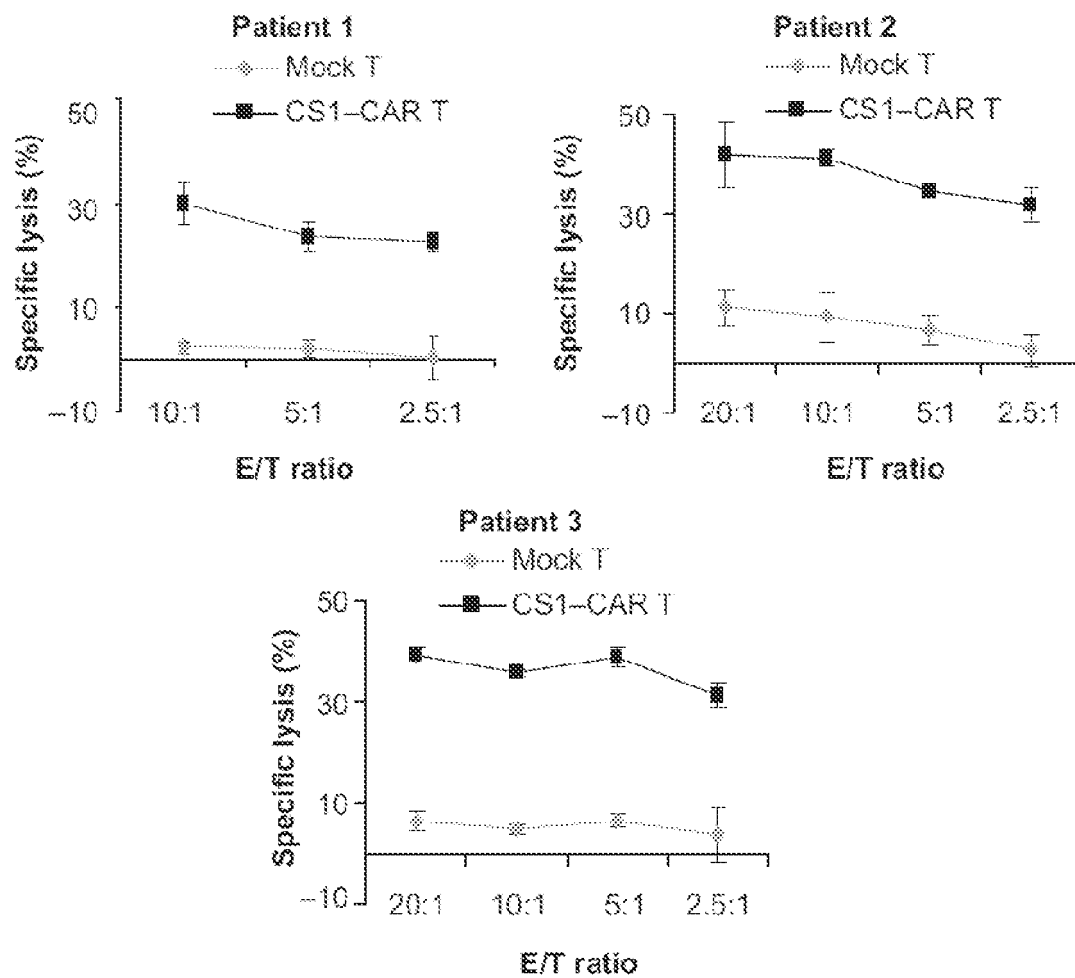 Patient 1
Mock T
CS1–CAR T
Specific lysis (%)
50
30
10
–10
10:1 5:1 2.5:1
E/T ratio
Patient 2
Mock T
CS1–CAR T
Specific lysis (%)
50
30
10
–10
20:1 10:1 5:1 2.5:1
E/T ratio
Patient 3
Mock T
CS1–CAR T
Specific lysis (%)
50
30
10
–10
20:1 10:1 5:1 2.5:1
E/T ratio